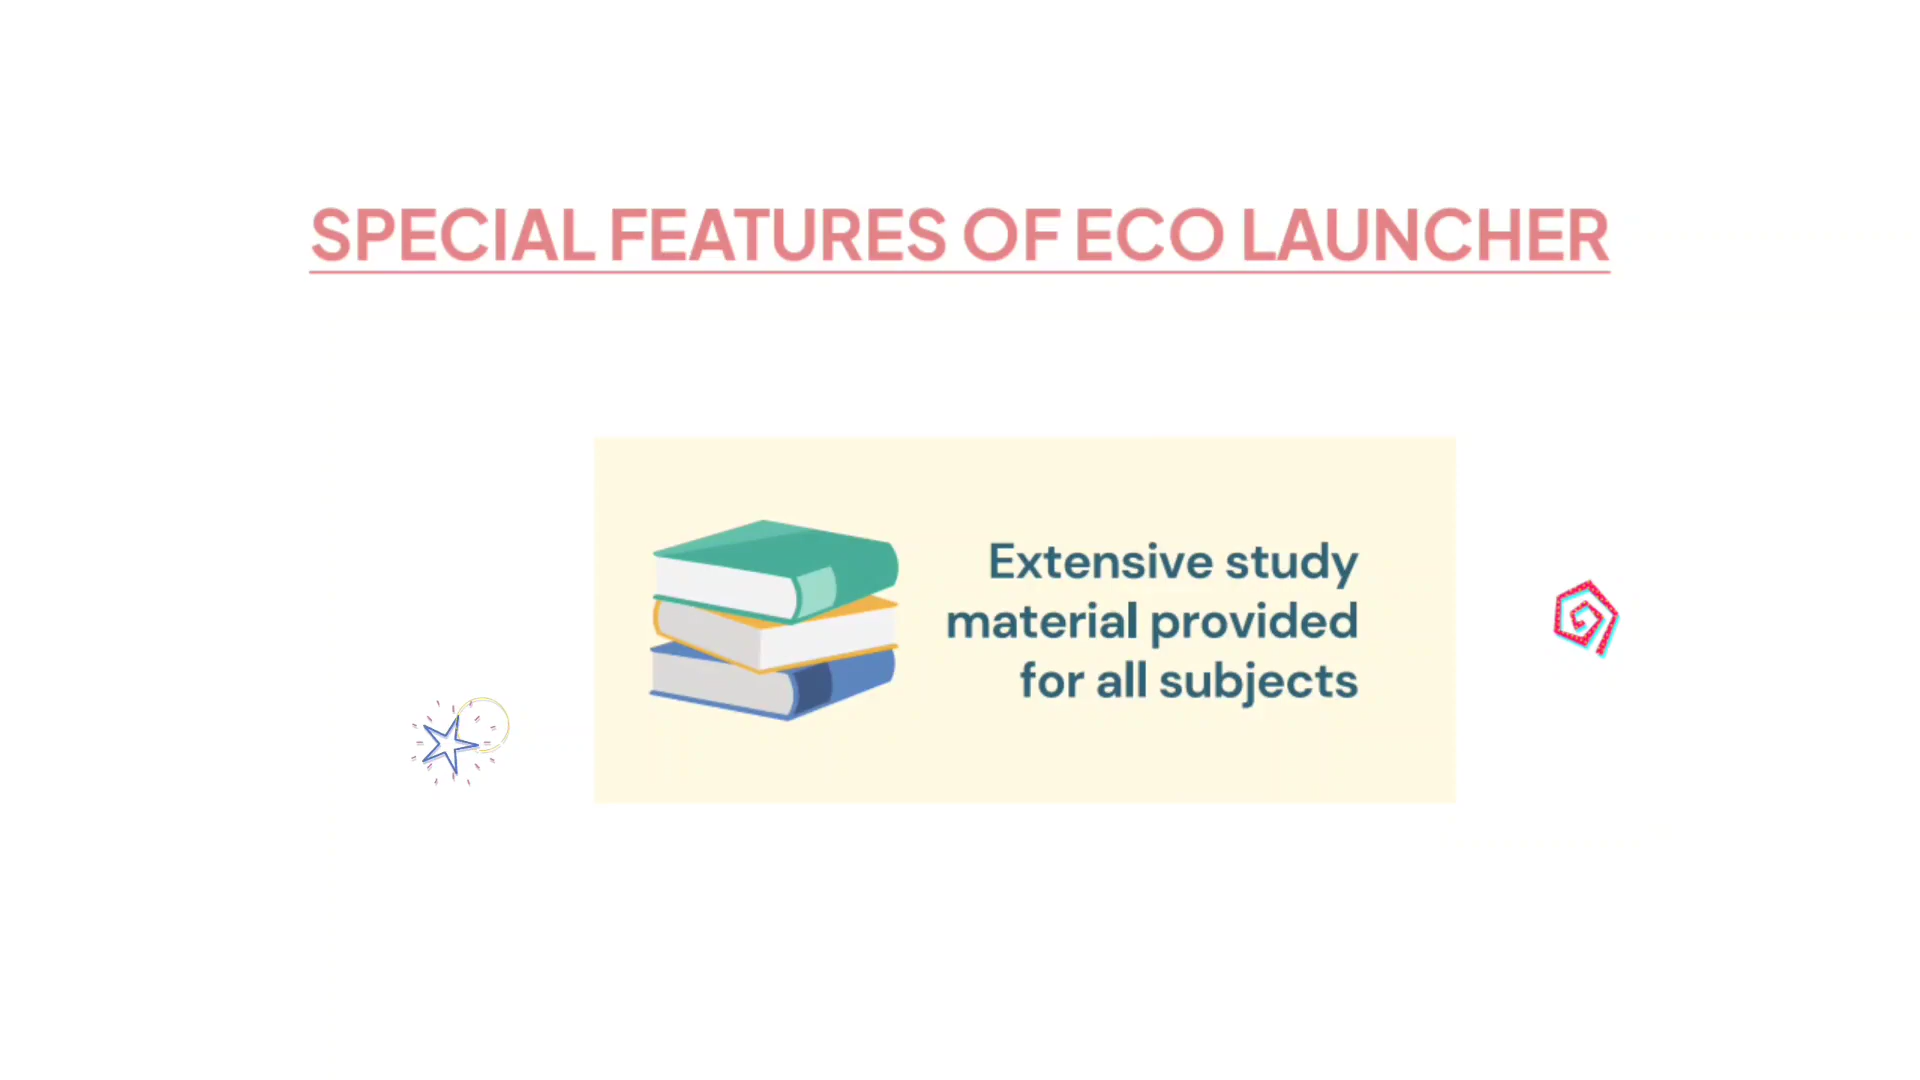 SPECIAL FEATURES OF ECO LAUNCHER
Extensive study
material provided
for all subjects